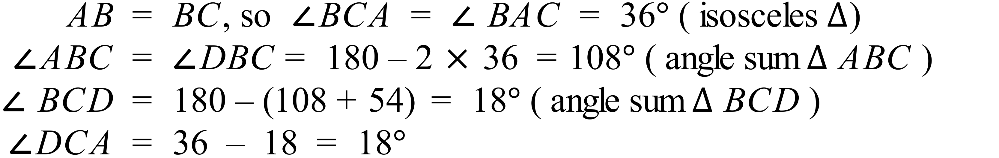 AB = BC, so ∠BCA = ∠ BAC = 36° ( isosceles Δ)
∠ABC = ∠DBC = 180 – 2 × 36 = 108° ( angle sum Δ ABC )
∠ BCD = 180 – (108 + 54) = 18° ( angle sum Δ BCD )
∠DCA = 36 – 18 = 18°